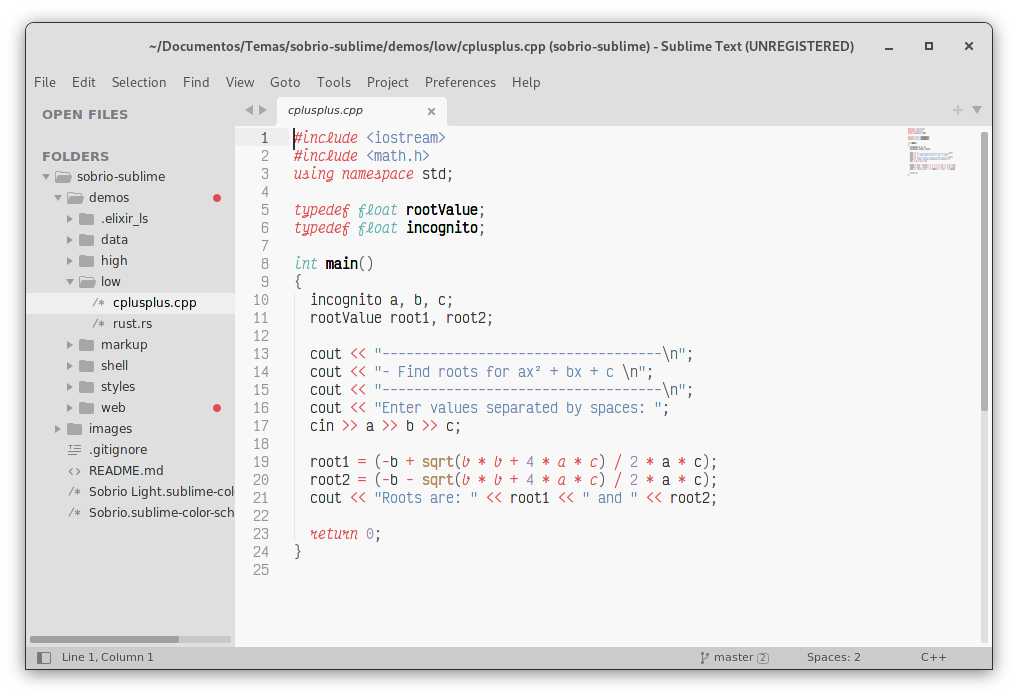 ~/Documentos/Temas/sobrio-sublime/demos/low/cplusplus.cpp (sobrio-sublime) - Sublime Text (UNREGISTERED)
File Edit Selection Find View Goto Tools Project Preferences Help
OPEN FILES
FOLDERS
sobrio-sublime
demos
.elixir_ls
data
high
low
/* cplusplus.cpp
/* rust.rs
markup
shell
styles
web
images
.gitignore
<> README.md
/* Sobrio Light.sublime-col
/* Sobrio.sublime-color-sch
cplusplus.cpp
1 #include <iostream>
2 #include <math.h>
3 using namespace std;
4
5 typedef float rootValue;
6 typedef float incognito;
7
8 int main()
9 {
10   incognito a, b, c;
11   rootValue root1, root2;
12
13   cout << "-----------------------------------\n";
14   cout << "- Find roots for ax² + bx + c \n";
15   cout << "-----------------------------------\n";
16   cout << "Enter values separated by spaces: ";
17   cin >> a >> b >> c;
18
19   root1 = (-b + sqrt(b * b + 4 * a * c) / 2 * a * c);
20   root2 = (-b - sqrt(b * b + 4 * a * c) / 2 * a * c);
21   cout << "Roots are: " << root1 << " and " << root2;
22
23   return 0;
24 }
25
Line 1, Column 1 master 2 Spaces: 2 C++